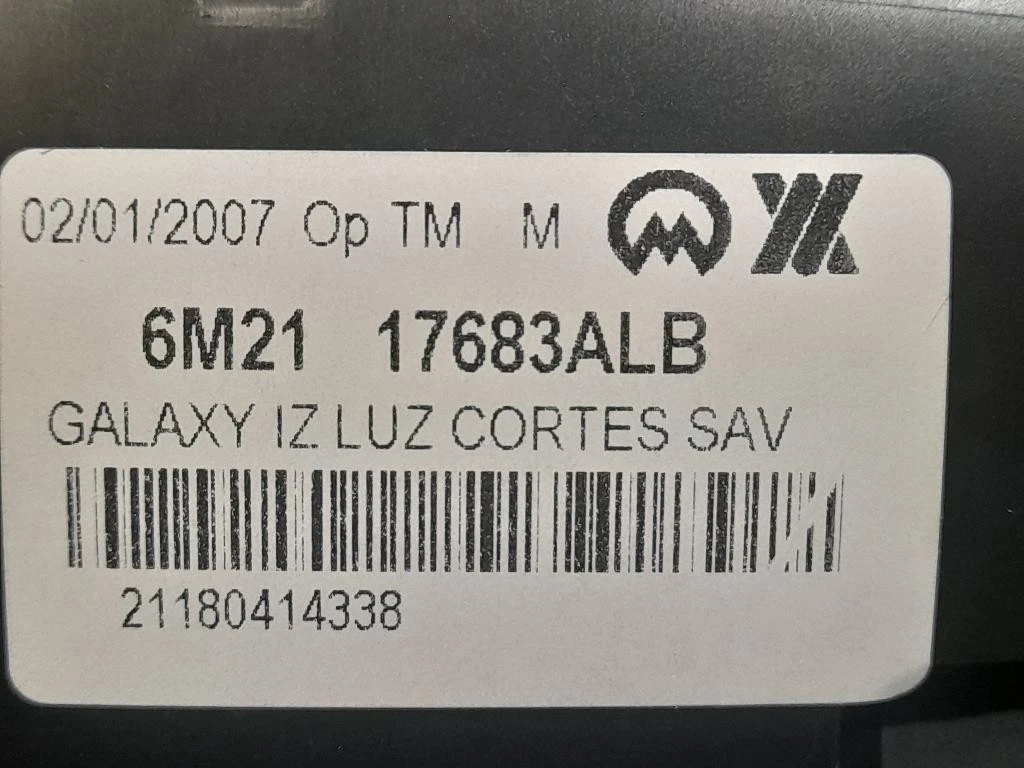 02/01/2007 Op TM M
6M21 17683ALB
GALAXY IZ LUZ CORTES SAV
21180414338